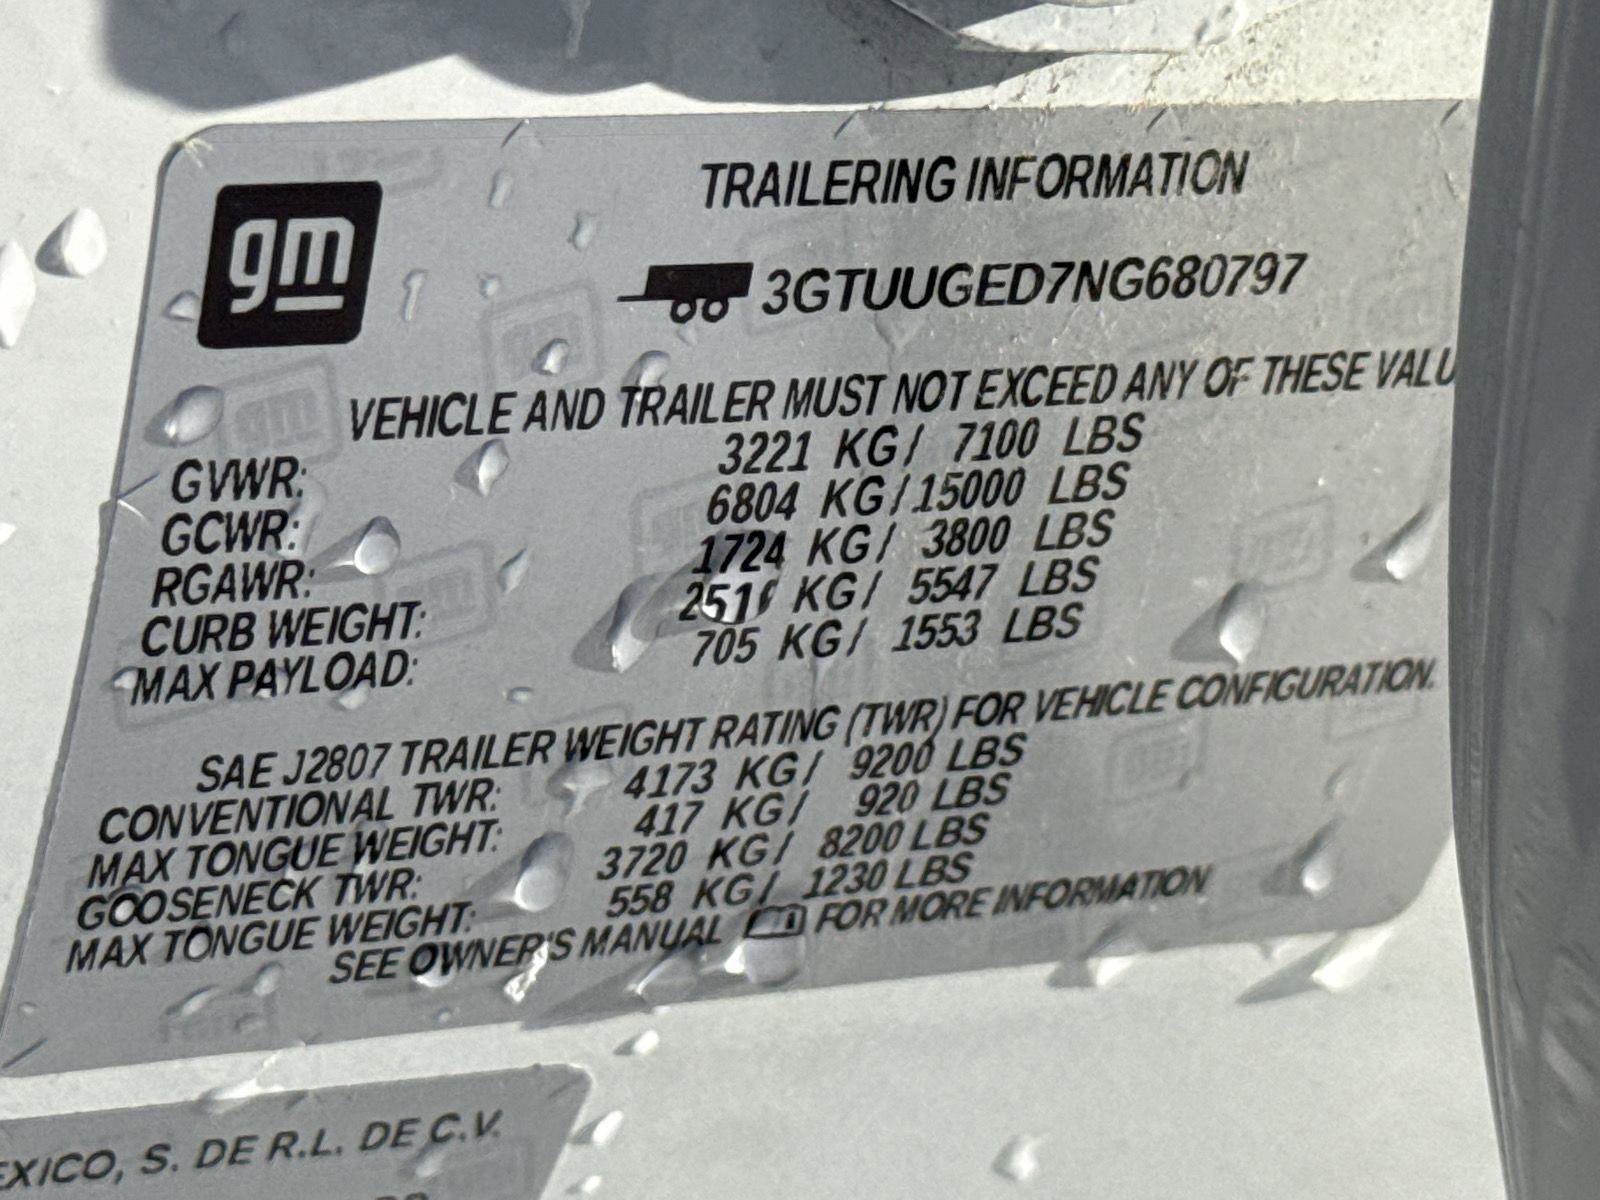 gm
TRAILERING INFORMATION
3GTUUGED7NG680797
VEHICLE AND TRAILER MUST NOT EXCEED ANY OF THESE VALU
GVWR: 3221 KG/ 7100 LBS
GCWR: 6804 KG/15000 LBS
RGAWR: 1724 KG/ 3800 LBS
CURB WEIGHT: KG/ 5547 LBS
MAX PAYLOAD: 705 KG/ 1553 LBS
SAE J2807 TRAILER WEIGHT RATING (TWR) FOR VEHICLE CONFIGURATION.
CONVENTIONAL TWR: 4173 KG/ 9200 LBS
MAX TONGUE WEIGHT: 417 KG/ 920 LBS
GOOSENECK TWR: 3720 KG/ 8200 LBS
MAX TONGUE WEIGHT: 558 KG/ 1230 LBS
SEE OWNER'S MANUAL FOR MORE INFORMATION
EXICO, S. DE R.L. DE C.V.